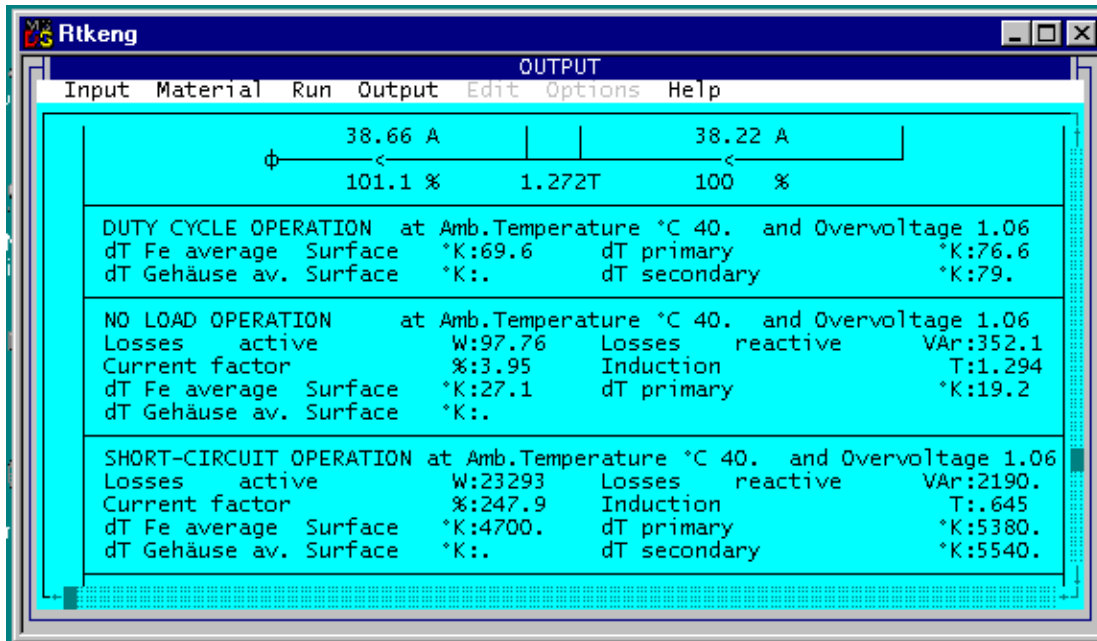 Rtkeng
OUTPUT
Input Material Run Output Edit Options Help
38.66 A 38.22 A
101.1 % 1.272T 100 %
DUTY CYCLE OPERATION at Amb.Temperature °C 40. and Overvoltage 1.06
dT Fe average Surface °K:69.6 dT primary °K:76.6
dT Gehäuse av. Surface °K:. dT secondary °K:79.
NO LOAD OPERATION at Amb.Temperature °C 40. and Overvoltage 1.06
Losses active W:97.76 Losses reactive VAr:352.1
Current factor %:3.95 Induction T:1.294
dT Fe average Surface °K:27.1 dT primary °K:19.2
dT Gehäuse av. Surface °K:.
SHORT-CIRCUIT OPERATION at Amb.Temperature °C 40. and Overvoltage 1.06
Losses active W:23293 Losses reactive VAr:2190.
Current factor %:247.9 Induction T:.645
dT Fe average Surface °K:4700. dT primary °K:5380.
dT Gehäuse av. Surface °K:. dT secondary °K:5540.